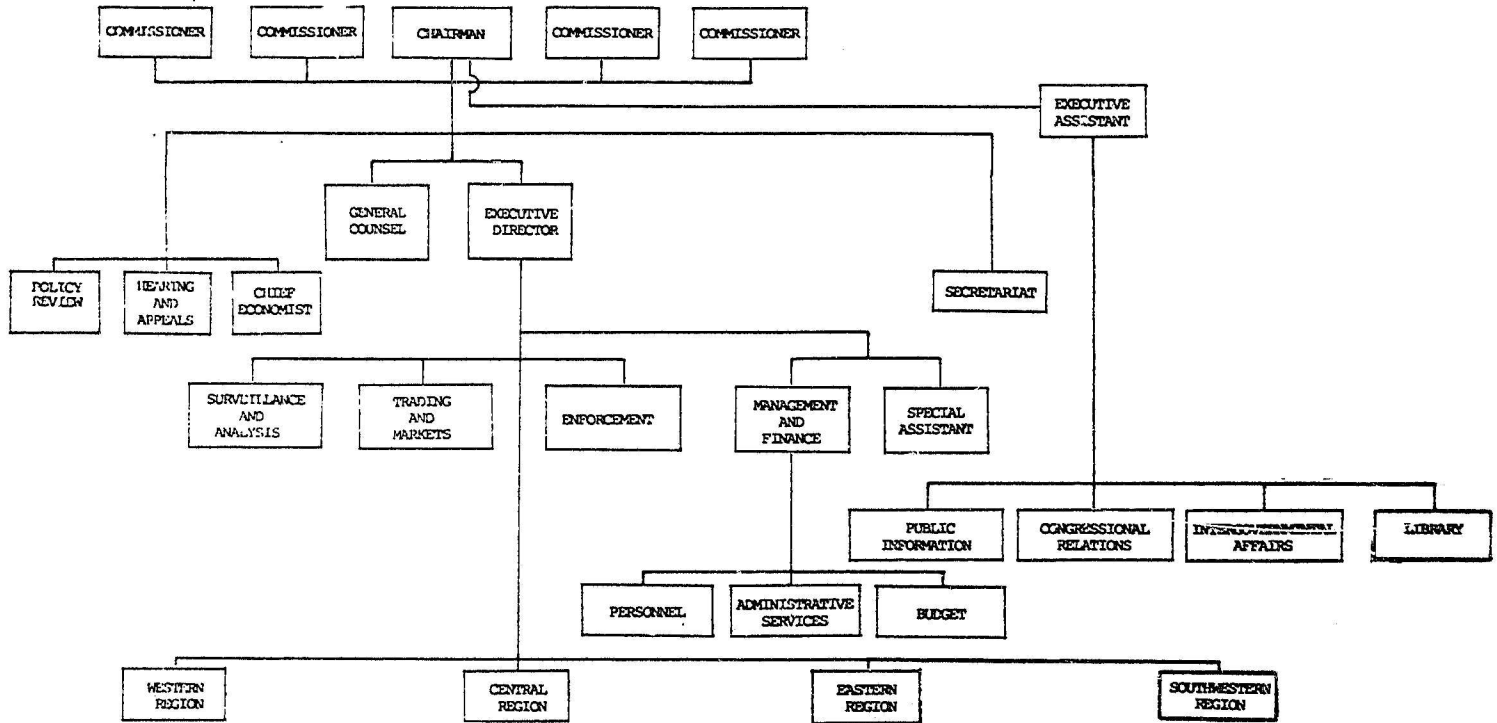 COMMISSIONER
COMMISSIONER
CHAIRMAN
COMMISSIONER
COMMISSIONER
EXECUTIVE
ASSISTANT
GENERAL
COUNSEL
EXECUTIVE
DIRECTOR
POLICY
REVIEW
HEARING
AND
APPEALS
CHIEF
ECONOMIST
SECRETARIAT
SURVEILLANCE
AND
ANALYSIS
TRADING
AND
MARKETS
ENFORCEMENT
MANAGEMENT
AND
FINANCE
SPECIAL
ASSISTANT
PUBLIC
INFORMATION
CONGRESSIONAL
RELATIONS
INTERGOVERNMENTAL
AFFAIRS
LIBRARY
PERSONNEL
ADMINISTRATIVE
SERVICES
BUDGET
WESTERN
REGION
CENTRAL
REGION
EASTERN
REGION
SOUTHWESTERN
REGION